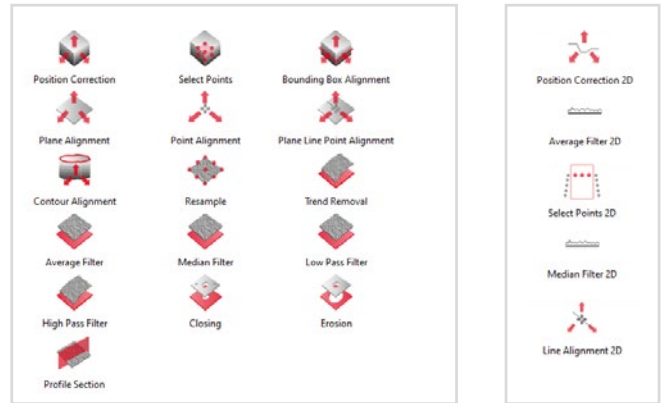 Position Correction
Select Points
Bounding Box Alignment
Plane Alignment
Point Alignment
Plane Line Point Alignment
Contour Alignment
Resample
Trend Removal
Average Filter
Median Filter
Low Pass Filter
High Pass Filter
Closing
Erosion
Profile Section
Position Correction 2D
Average Filter 2D
Select Points 2D
Median Filter 2D
Line Alignment 2D